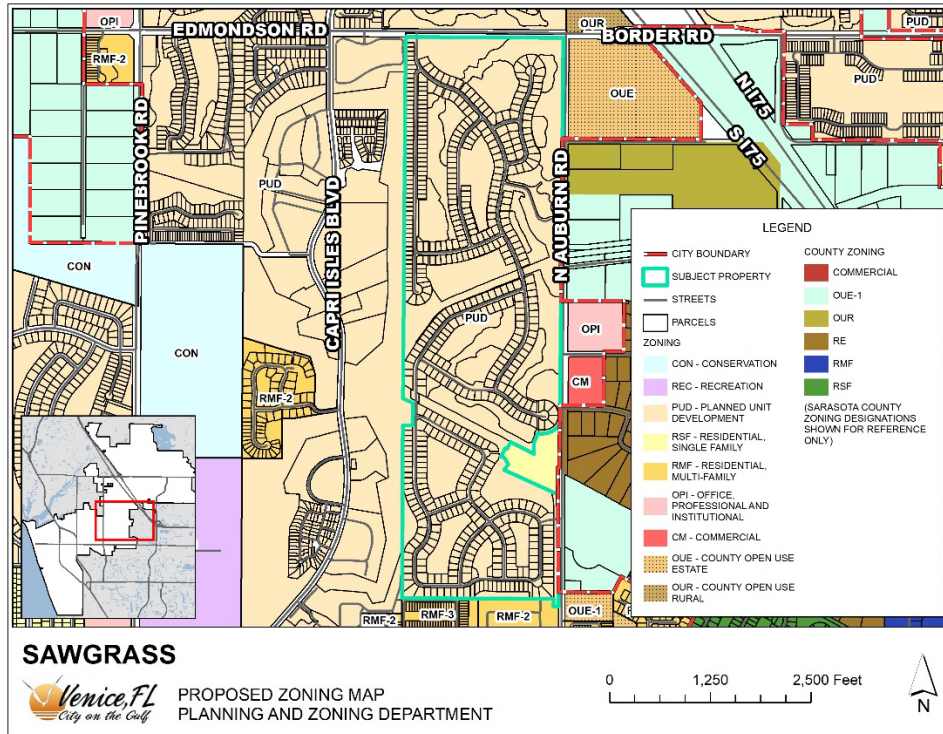 OPI
EDMONDSON RD
OUR
BORDER RD
PUD
RMF-2
OUE
N I75
PUD
S I75
PINEBROOK RD
PUD
CAPRI ISLES BLVD
N AUBURN RD
CON
CON
PUD
OPI
CM
RMF-2
RMF-2
RMF-3
RMF-2
OUE-1
LEGEND
CITY BOUNDARY
SUBJECT PROPERTY
STREETS
PARCELS
ZONING
CON - CONSERVATION
REC - RECREATION
PUD - PLANNED UNIT
DEVELOPMENT
RSF - RESIDENTIAL,
SINGLE FAMILY
RMF - RESIDENTIAL,
MULTI-FAMILY
OPI - OFFICE,
PROFESSIONAL AND
INSTITUTIONAL
CM - COMMERCIAL
OUE - COUNTY OPEN USE
ESTATE
OUR - COUNTY OPEN USE
RURAL
COUNTY ZONING
COMMERCIAL
OUE-1
OUR
RE
RMF
RSF
(SARASOTA COUNTY
ZONING DESIGNATIONS
SHOWN FOR REFERENCE
ONLY)
SAWGRASS
Venice, FL
City on the Gulf
PROPOSED ZONING MAP
PLANNING AND ZONING DEPARTMENT
0 1,250 2,500 Feet
N